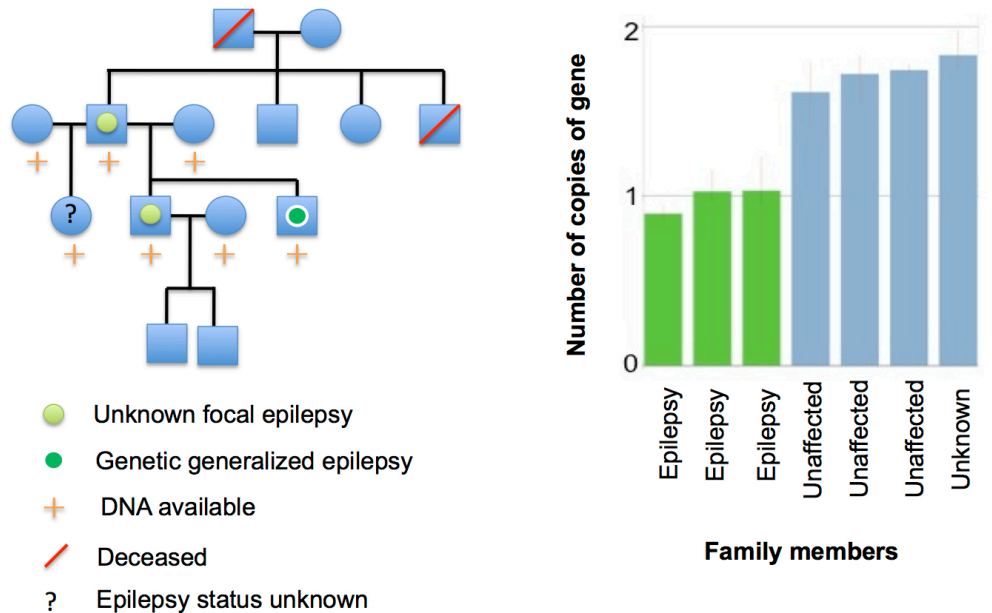 ?
Unknown focal epilepsy
Genetic generalized epilepsy
DNA available
Deceased
? Epilepsy status unknown
Number of copies of gene
2
1
0
Epilepsy
Epilepsy
Epilepsy
Unaffected
Unaffected
Unaffected
Unknown
Family members